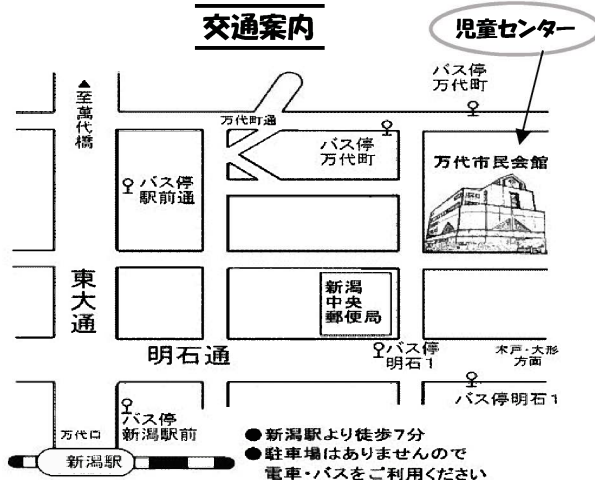 交通案内
児童センター
▲至萬代橋
バス停
万代町
万代町通
バス停
万代町
万代市民会館
バス停
駅前通
東大通
新潟
中央
郵便局
明石通
バス停
明石1
木戸・大形
方面
バス停明石1
バス停
新潟駅前
万代口
新潟駅
●新潟駅より徒歩7分
●駐車場はありませんので
電車・バスをご利用ください